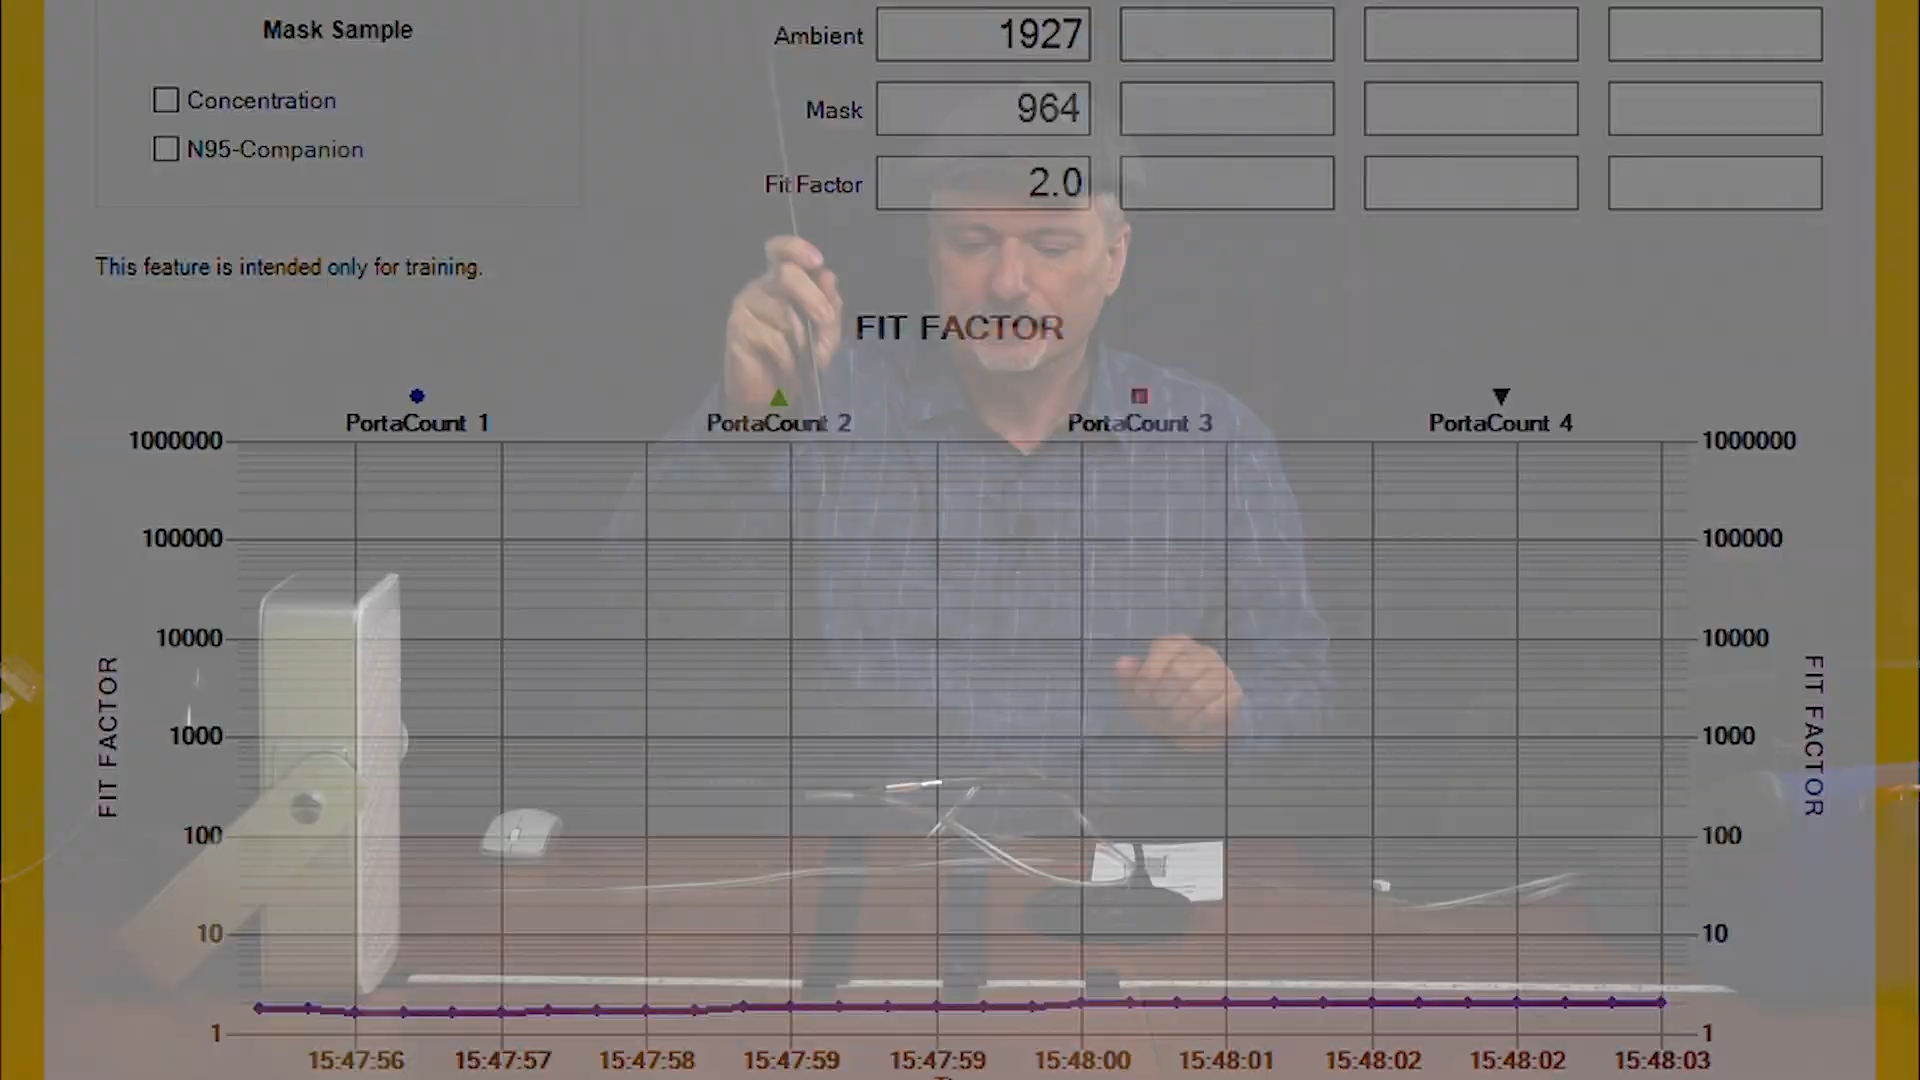 Mask Sample
Concentration
N95-Companion
This feature is intended only for training.
Ambient 1927
Mask 964
Fit Factor 2.0
FIT FACTOR
PortaCount 1 PortaCount 2 PortaCount 3 PortaCount 4
1000000 1000000
100000 100000
10000 10000
1000 1000
100 100
10 10
1 1
FIT FACTOR
FIT FACTOR
15:47:56 15:47:57 15:47:58 15:47:59 15:47:59 15:48:00 15:48:01 15:48:02 15:48:02 15:48:03